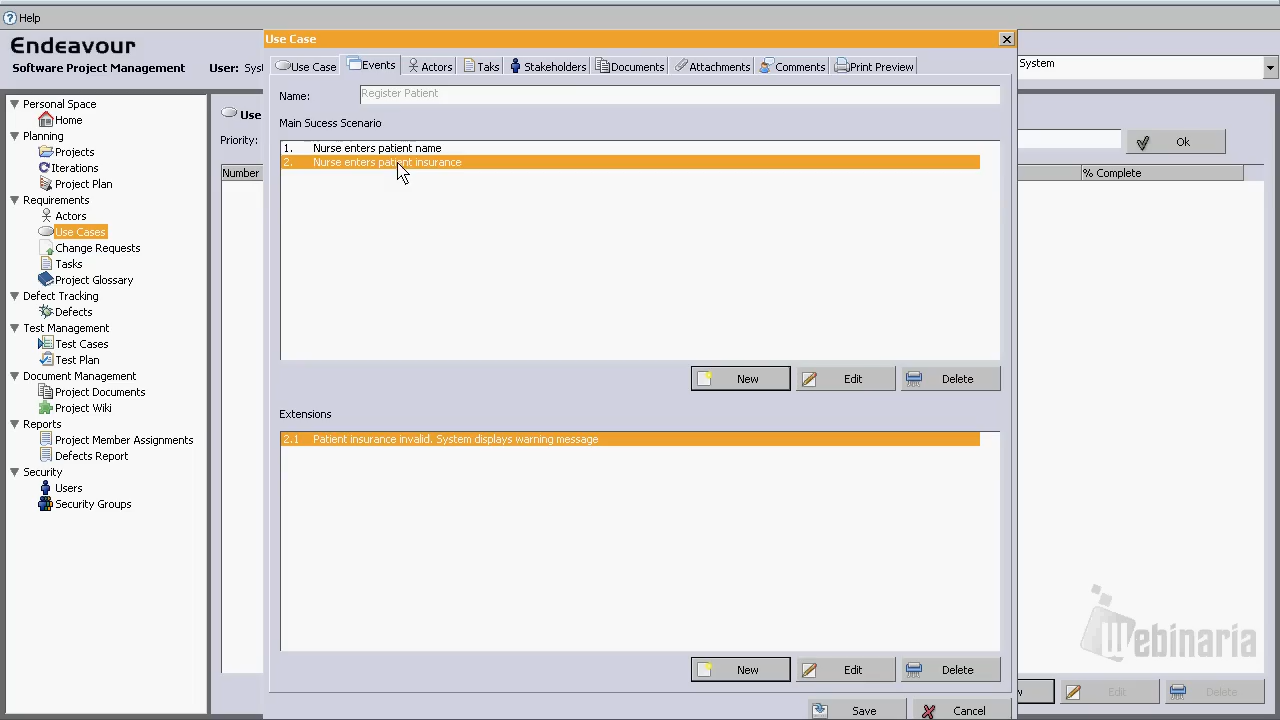 Help
Endeavour
Software Project Management
User: Sys
Personal Space
Home
Planning
Projects
Iterations
Project Plan
Requirements
Actors
Use Cases
Change Requests
Tasks
Project Glossary
Defect Tracking
Defects
Test Management
Test Cases
Test Plan
Document Management
Project Documents
Project Wiki
Reports
Project Member Assignments
Defects Report
Security
Users
Security Groups
Use
Priority:
Number
Use Case
Use Case Events Actors Taks Stakeholders Documents Attachments Comments Print Preview
Name: Register Patient
Main Sucess Scenario
1. Nurse enters patient name
2. Nurse enters patient insurance
New Edit Delete
Extensions
2.1 Patient insurance invalid. System displays warning message
New Edit Delete
Save Cancel
System
Ok
% Complete
Webinaria
Edit Delete